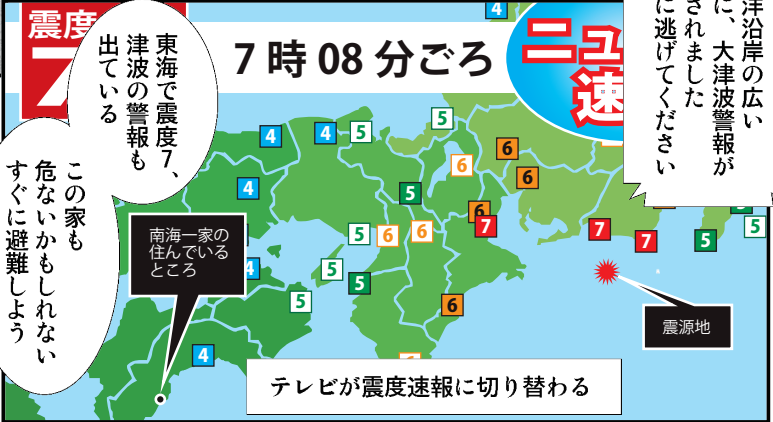 洋沿岸の広い
に、大津波警報が
されました
に逃げてください
ニュ
速
7時08分ごろ
震度
7
東海で震度7、
津波の警報も
出ている
この家も
危ないかもしれない
すぐに避難しよう
4
4
4
5
5
6
6
6
4
5
6
7
7
7
5
5
5
6
6
南海一家の
住んでいる
ところ
4
5
5
5
6
震源地
4
テレビが震度速報に切り替わる